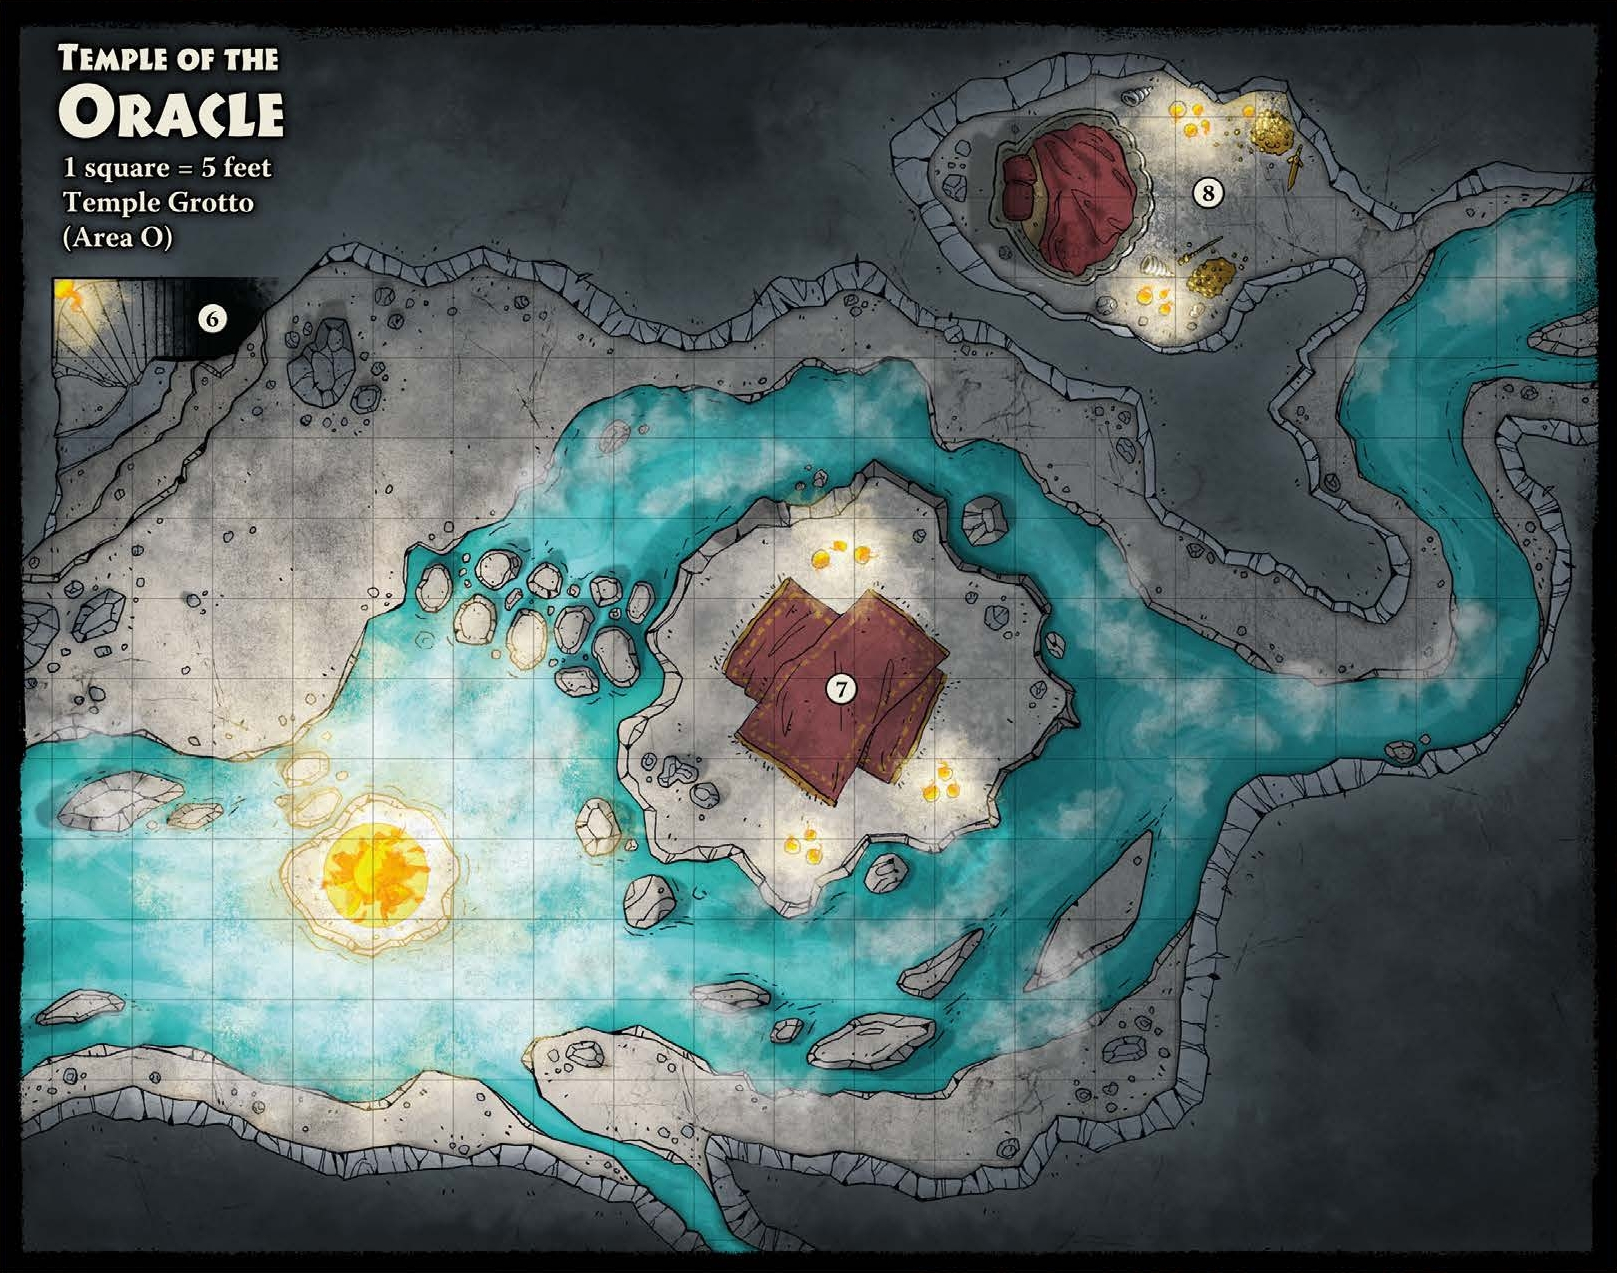 TEMPLE OF THE
ORACLE
1 square = 5 feet
Temple Grotto
(Area O)
8
6
7